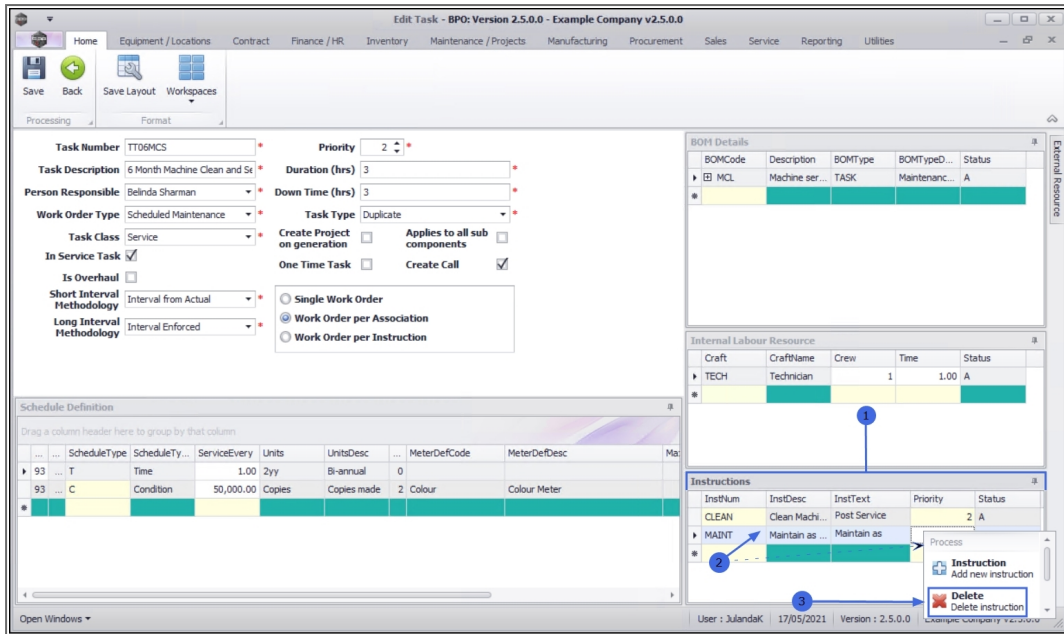 Edit Task - BPO: Version 2.5.0.0 - Example Company v2.5.0.0
Home Equipment / Locations Contract Finance / HR Inventory Maintenance / Projects Manufacturing Procurement Sales Service Reporting Utilities
Save Back Save Layout Workspaces
Processing Format
Task Number TT06MCS * Priority 2 *
Task Description 6 Month Machine Clean and Se * Duration (hrs) 3 *
Person Responsible Belinda Sharman * Down Time (hrs) 3 *
Work Order Type Scheduled Maintenance * Task Type Duplicate *
Task Class Service * Create Project on generation Applies to all sub components
In Service Task One Time Task Create Call
Is Overhaul
Short Interval Methodology Interval from Actual * Single Work Order
Long Interval Methodology Interval Enforced * Work Order per Association
Work Order per Instruction
BOM Details
BOMCode Description BOMType BOMTypeD... Status
MCL Machine ser... TASK Maintenanc... A
External Resource
Internal Labour Resource
Craft CraftName Crew Time Status
TECH Technician 1 1.00 A
1
Schedule Definition
Drag a column header here to group by that column
... ... ScheduleType ScheduleTy... ServiceEvery Units UnitsDesc ... MeterDefCode MeterDefDesc Ma
93 ... T Time 1.00 2yy Bi-annual 0
93 ... C Condition 50,000.00 Copies Copies made 2 Colour Colour Meter
Instructions
InstNum InstDesc InstText Priority Status
CLEAN Clean Machi... Post Service 2 A
MAINT Maintain as ... Maintain as
2
Process
Instruction
Add new instruction
3
Delete
Delete instruction
Open Windows User : JulandaK 17/05/2021 Version : 2.5.0.0 Example Company v2.5.0.0